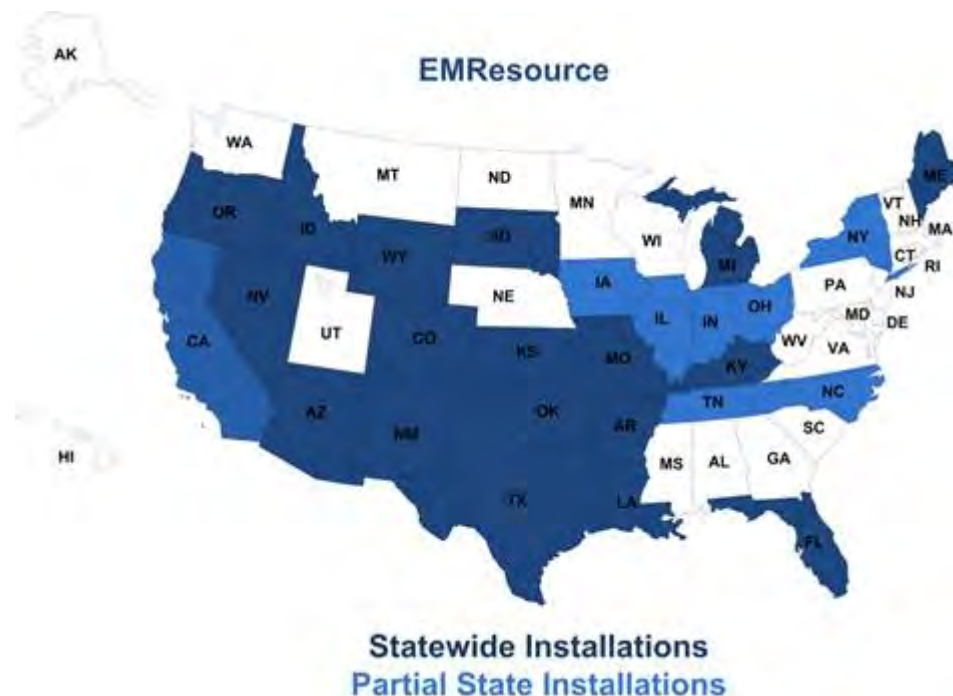 AK
EMResource
WA
MT
ND
MN
WI
MI
ME
VT
NH
MA
CT
RI
NY
OR
ID
WY
SD
IA
NE
NV
UT
CO
CA
IL
IN
OH
PA
NJ
MD
DE
WV
VA
KS
MO
KY
AZ
NM
OK
AR
TN
NC
SC
HI
MS
AL
GA
TX
LA
FL
Statewide Installations
Partial State Installations